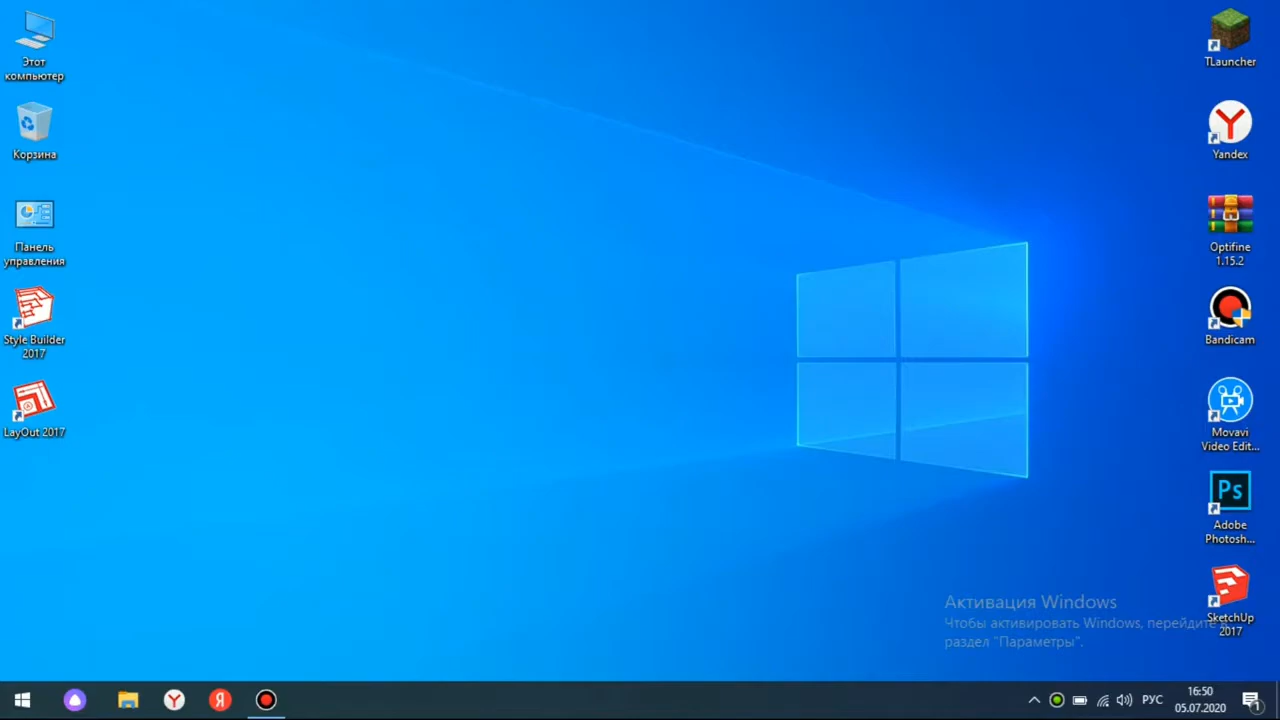 Этот
компьютер
Корзина
Панель
управления
Style Builder
2017
LayOut 2017
TLauncher
Yandex
Optifine
1.15.2
Bandicam
Movavi
Video Edit...
Ps
Adobe
Photosh...
SketchUp
2017
Активация Windows
Чтобы активировать Windows, перейдите в
раздел "Параметры".
Я
РУС
16:50
05.07.2020
1